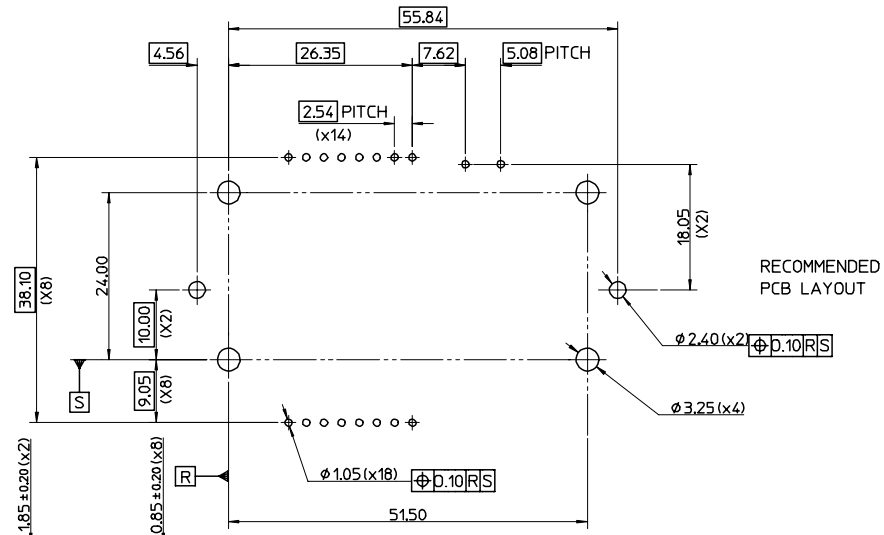 55.84
4.56
26.35
7.62
5.08 PITCH
2.54 PITCH
(x14)
38.10
(X8)
24.00
10.00
(X2)
9.05
(X8)
18.05
(X2)
RECOMMENDED
PCB LAYOUT
ϕ2.40(x2) ⌖ 0.10 R S
ϕ3.25(x4)
S
R
ϕ1.05(x18) ⌖ 0.10 R S
1.85 ±0.20 (x2)
0.85 ±0.20 (x8)
51.50